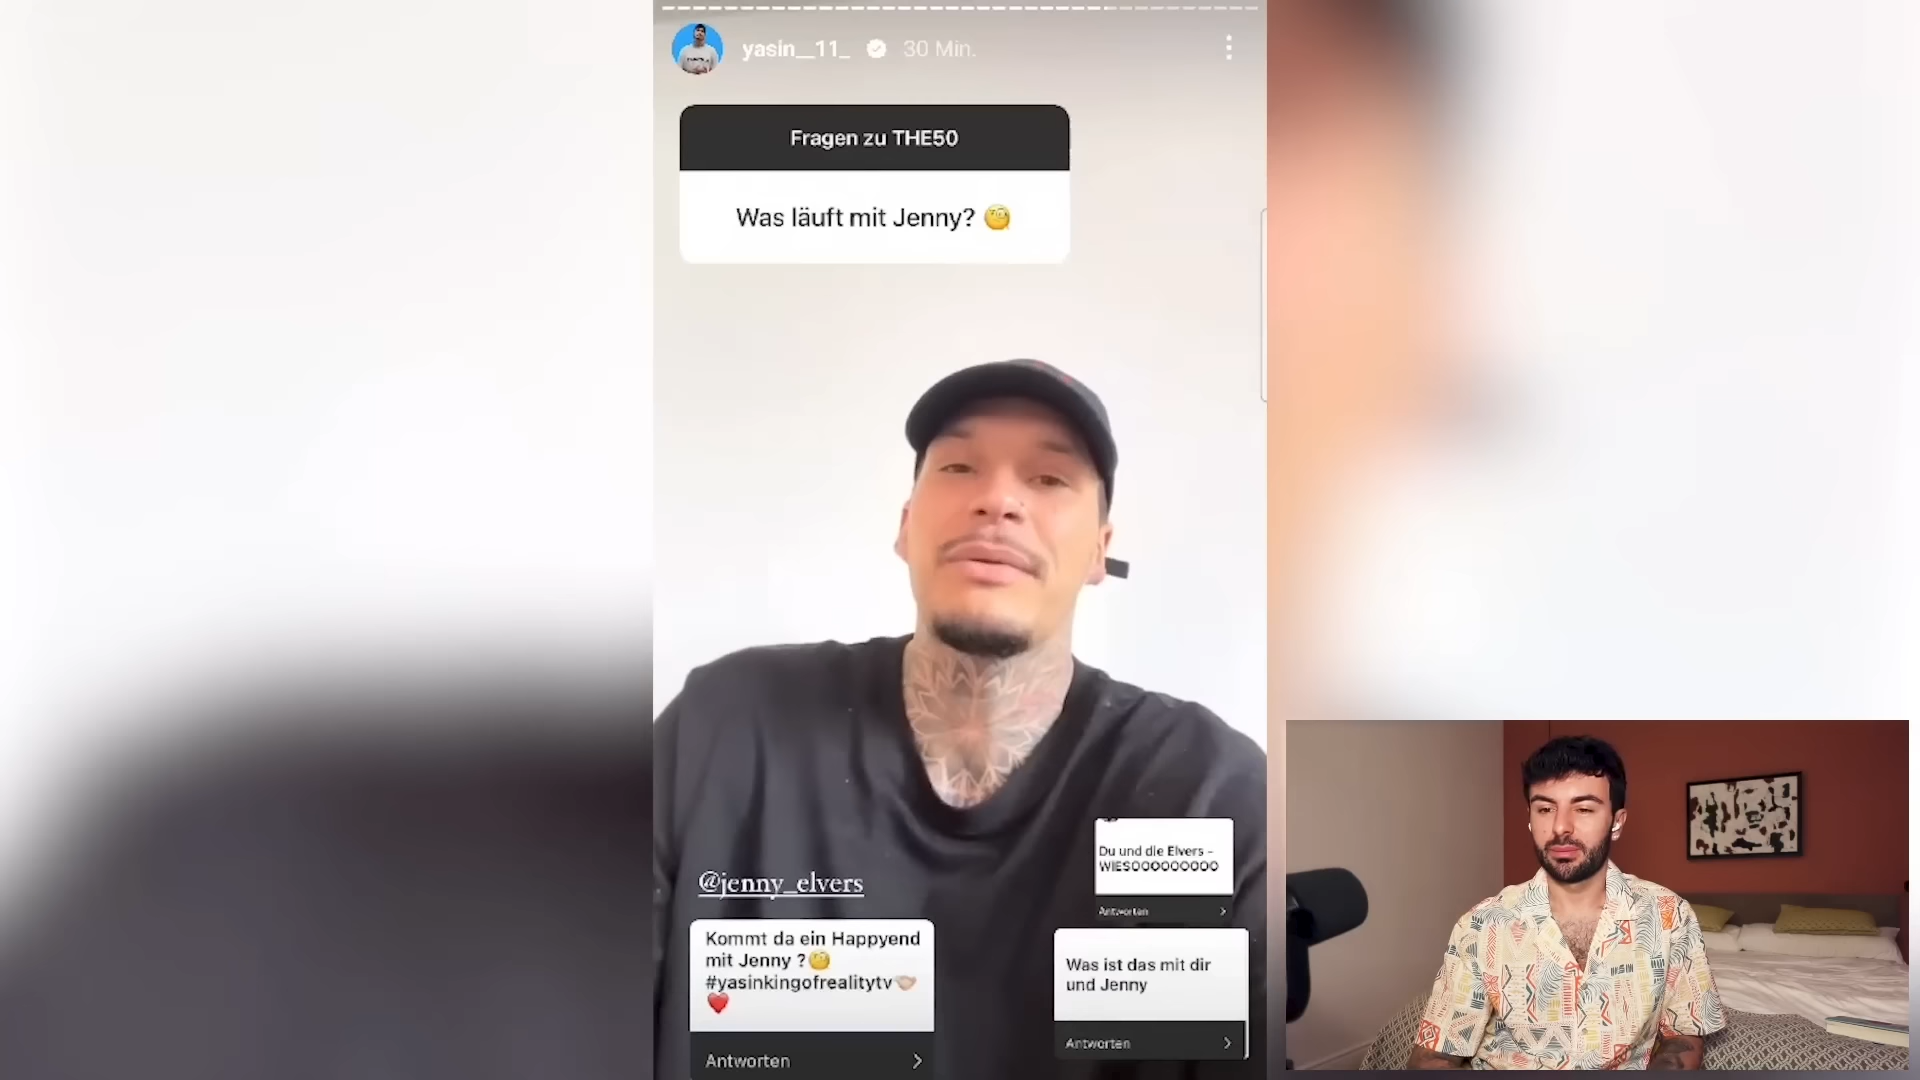 yasin__11_ 30 Min.
Fragen zu THE50
Was läuft mit Jenny? 🧐
@jenny_elvers
Kommt da ein Happyend
mit Jenny ?🧐
#yasinkingofrealitytv🤝🏻
❤️
Antworten
Du und die Elvers -
WIESOOOOOOOOO
Antworten
Was ist das mit dir
und Jenny
Antworten